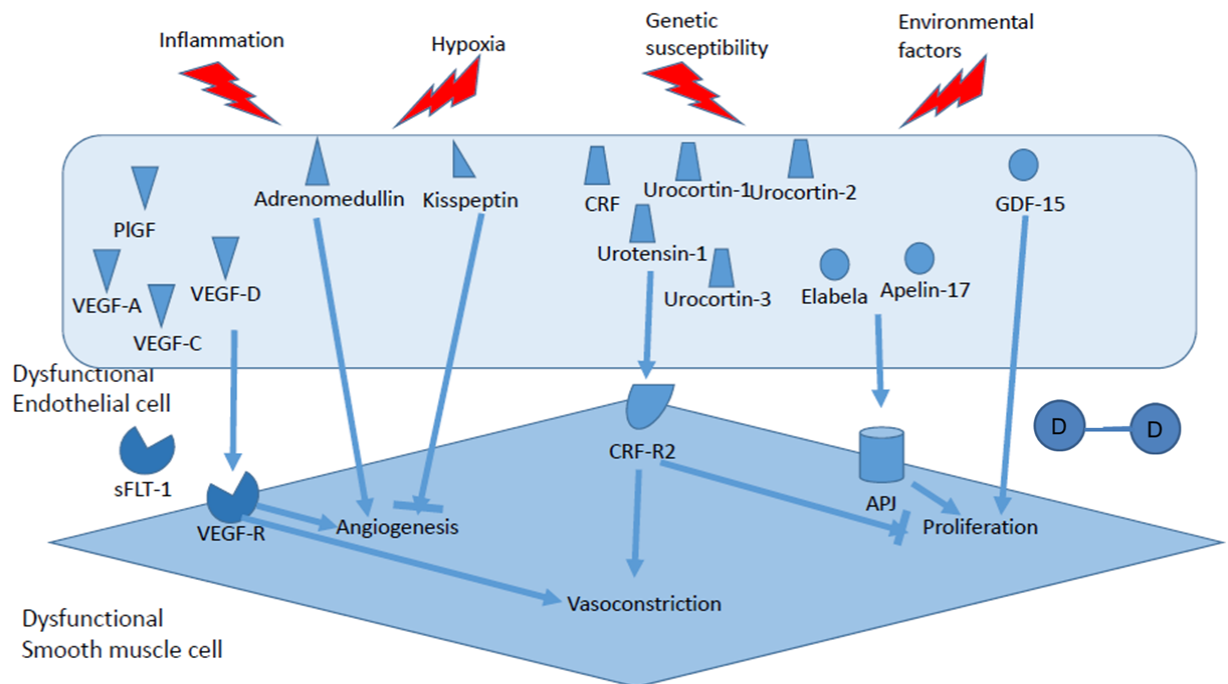 Inflammation
Hypoxia
Genetic
susceptibility
Environmental
factors
PlGF
Adrenomedullin
Kisspeptin
CRF
Urocortin-1
Urocortin-2
GDF-15
VEGF-A
VEGF-D
VEGF-C
Urotensin-1
Urocortin-3
Elabela
Apelin-17
Dysfunctional
Endothelial cell
sFLT-1
VEGF-R
Angiogenesis
CRF-R2
APJ
Proliferation
D
D
Vasoconstriction
Dysfunctional
Smooth muscle cell